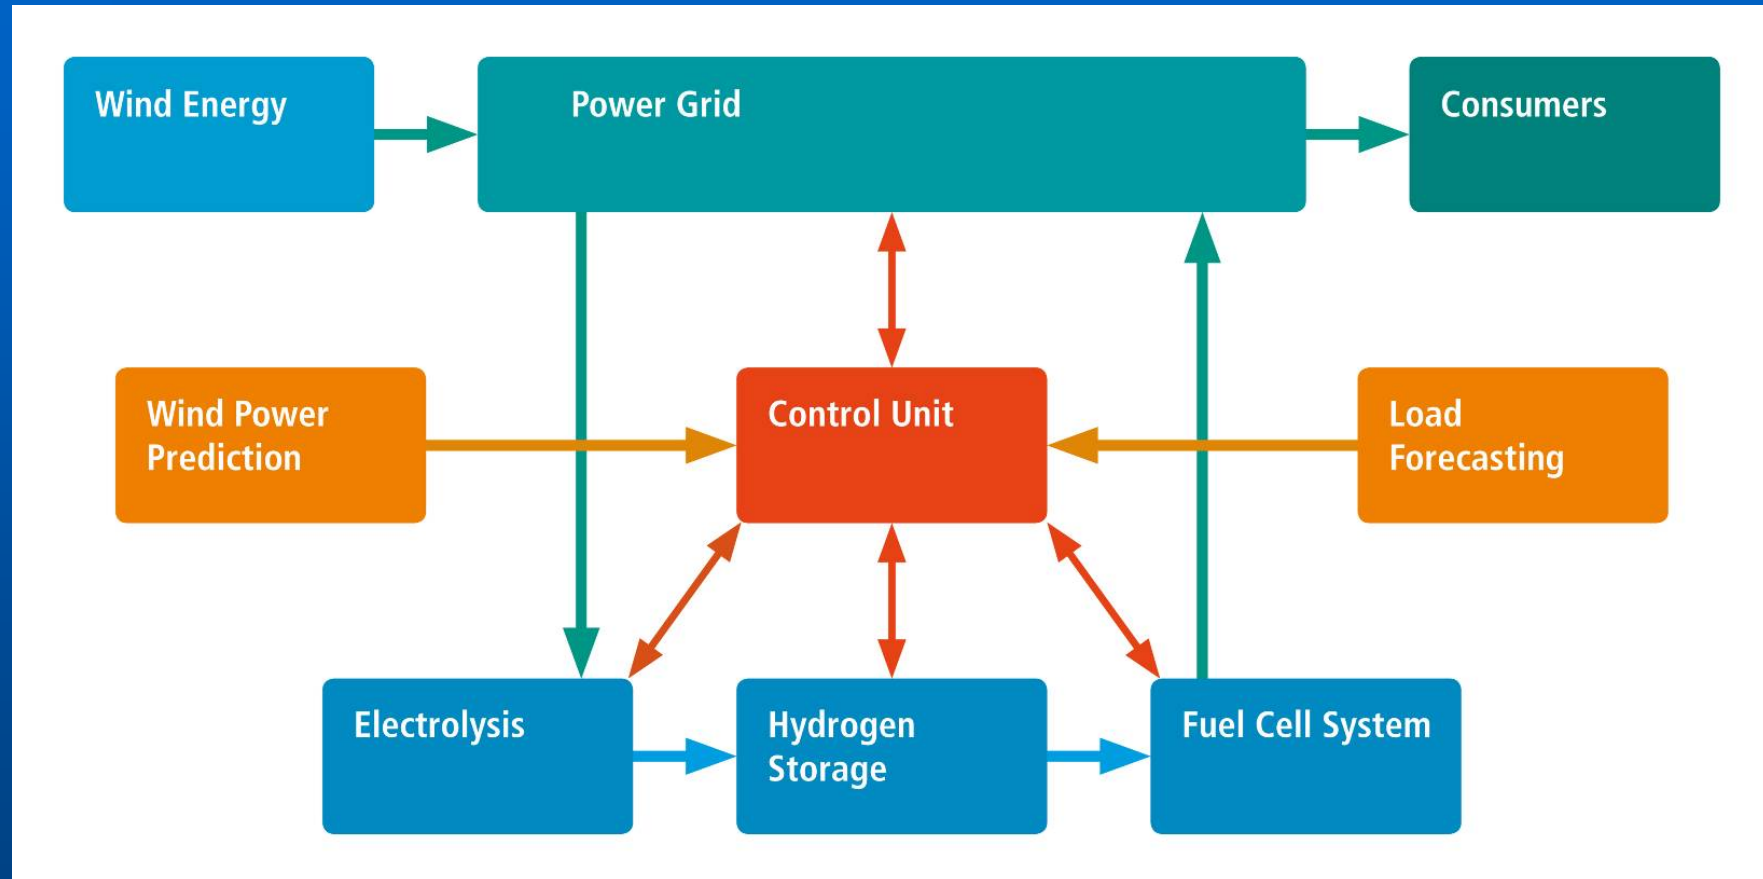 Wind Energy
Power Grid
Consumers
Wind Power
Prediction
Control Unit
Load
Forecasting
Electrolysis
Hydrogen
Storage
Fuel Cell System